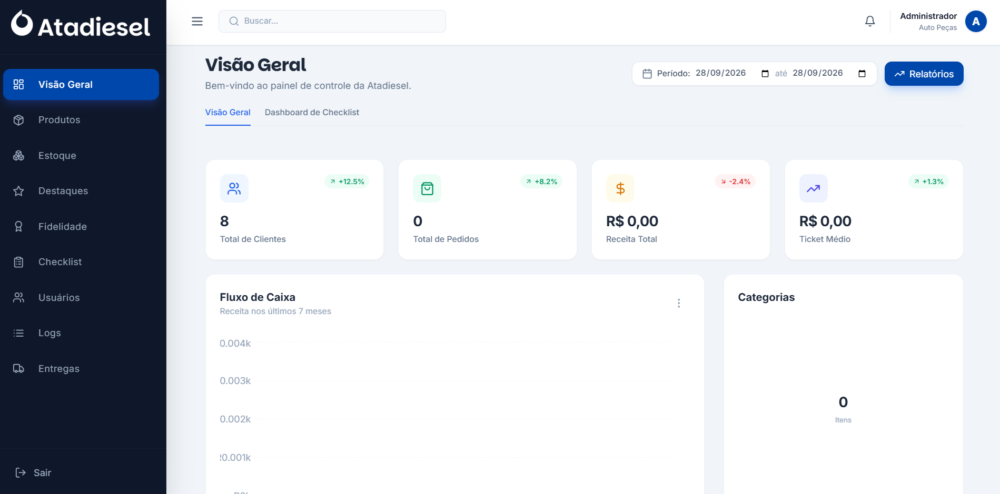 Atadiesel
Buscar...
Administrador
Auto Peças
A
Visão Geral
Produtos
Estoque
Destaques
Fidelidade
Checklist
Usuários
Logs
Entregas
Sair
Visão Geral
Bem-vindo ao painel de controle da Atadiesel.
Período: 28/09/2026 até 28/09/2026
Relatórios
Visão Geral Dashboard de Checklist
+12.5%
8
Total de Clientes
+8.2%
0
Total de Pedidos
-2.4%
R$ 0,00
Receita Total
+1.3%
R$ 0,00
Ticket Médio
Fluxo de Caixa
Receita nos últimos 7 meses
0.004k
0.003k
0.002k
0.001k
Categorias
0
Itens